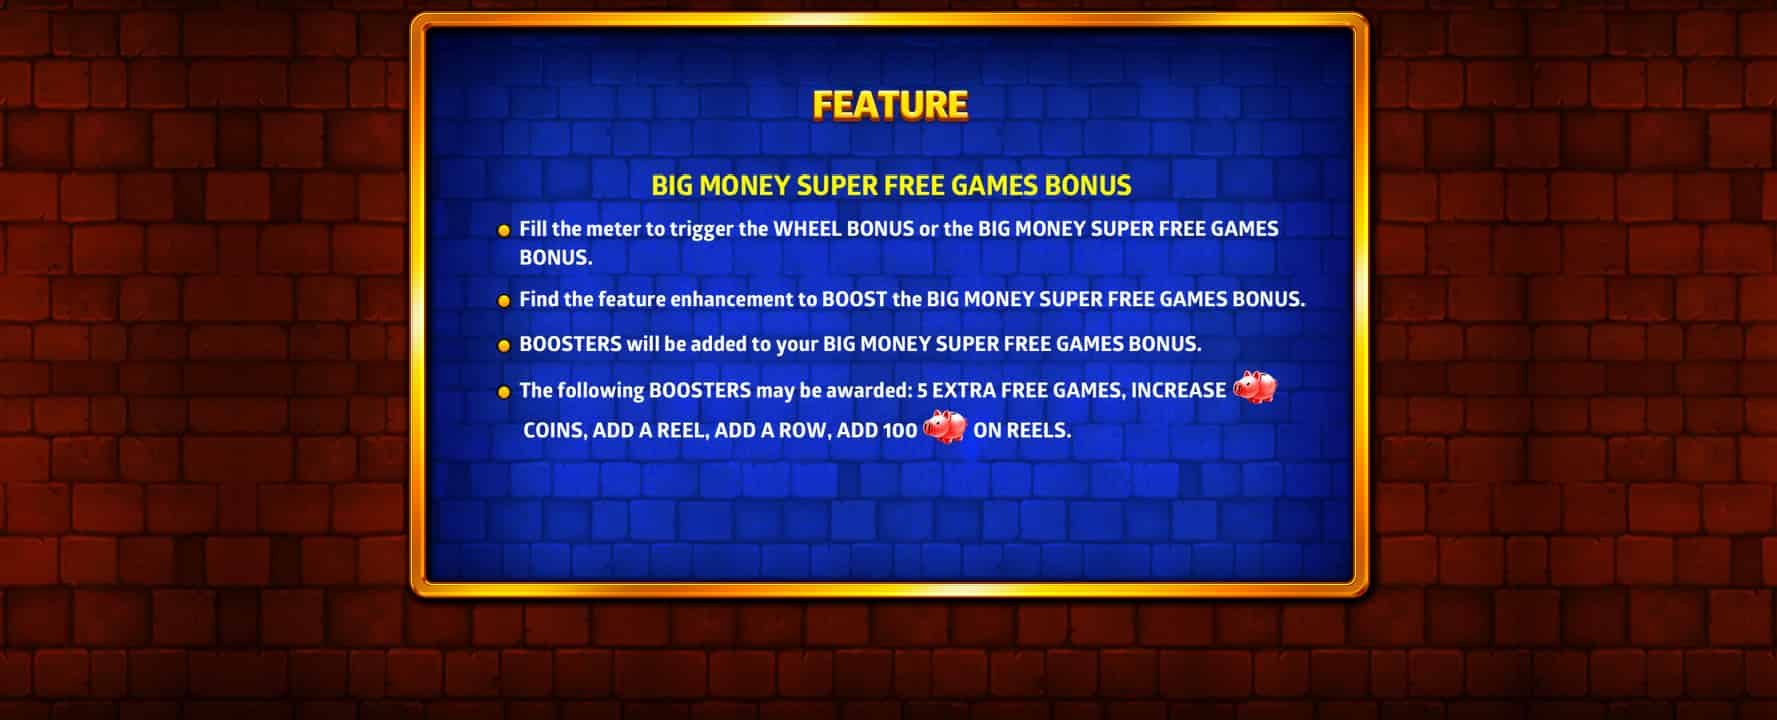 FEATURE
BIG MONEY SUPER FREE GAMES BONUS
Fill the meter to trigger the WHEEL BONUS or the BIG MONEY SUPER FREE GAMES
BONUS.
Find the feature enhancement to BOOST the BIG MONEY SUPER FREE GAMES BONUS.
BOOSTERS will be added to your BIG MONEY SUPER FREE GAMES BONUS.
The following BOOSTERS may be awarded: 5 EXTRA FREE GAMES, INCREASE
COINS, ADD A REEL, ADD A ROW, ADD 100 ON REELS.